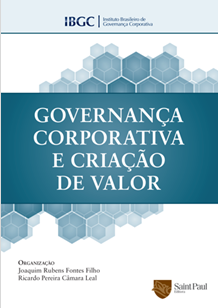 IBGC
Instituto Brasileiro de
Governança Corporativa
GOVERNANÇA
CORPORATIVA
E CRIAÇÃO
DE VALOR
ORGANIZAÇÃO
Joaquim Rubens Fontes Filho
Ricardo Pereira Câmara Leal
Saint Paul
Editora